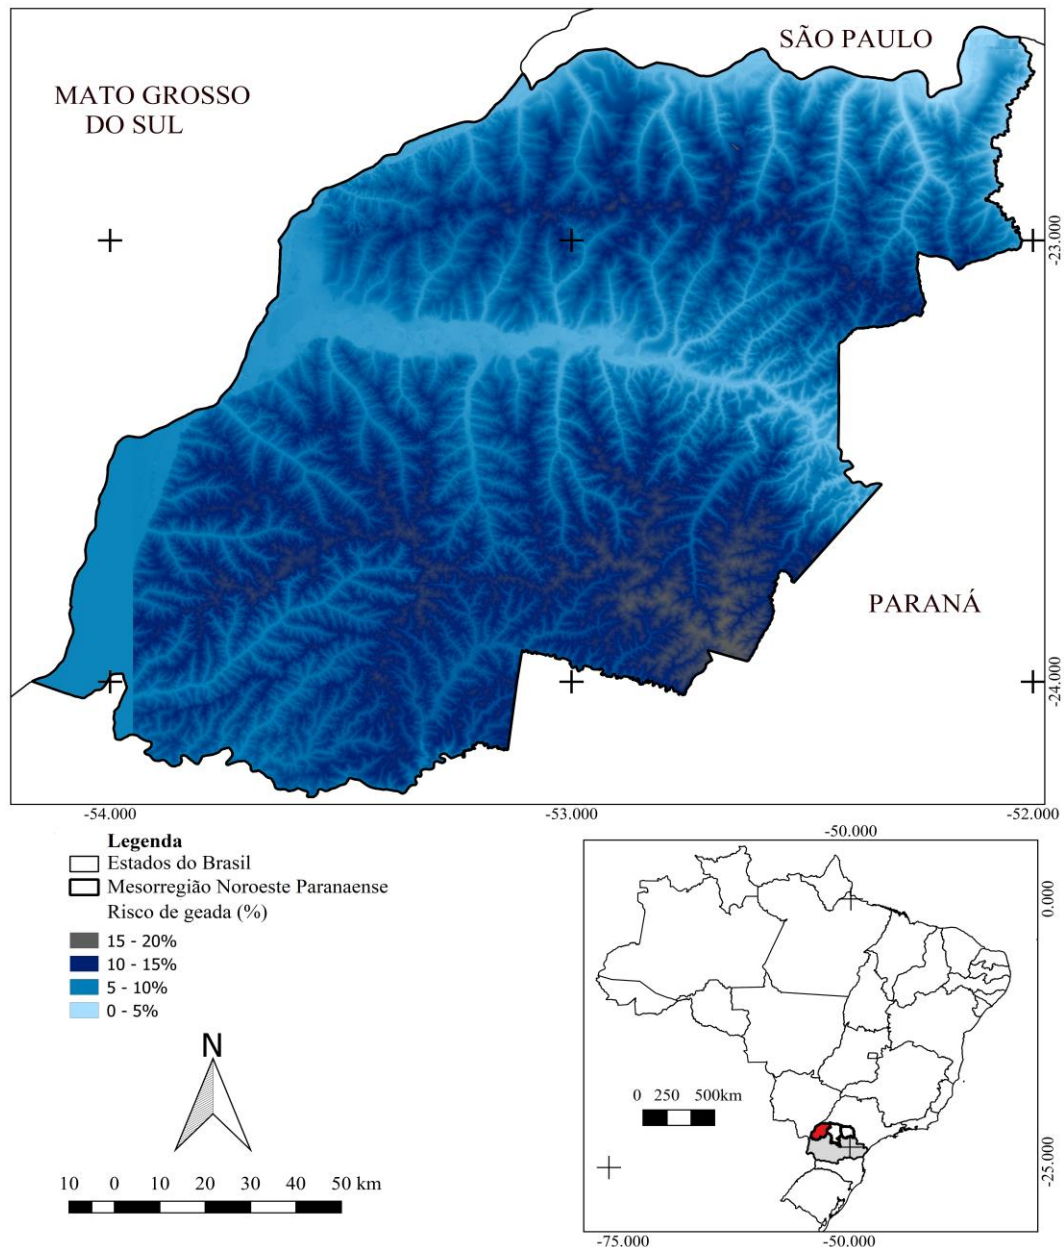 SÃO PAULO
MATO GROSSO
DO SUL
-23.000
PARANÁ
-24.000
-54.000
-53.000
-52.000
Legenda
Estados do Brasil
Mesorregião Noroeste Paranaense
Risco de geada (%)
15 - 20%
10 - 15%
5 - 10%
0 - 5%
N
10 0 10 20 30 40 50 km
-50.000
0.000
0 250 500km
-25.000
-75.000
-50.000